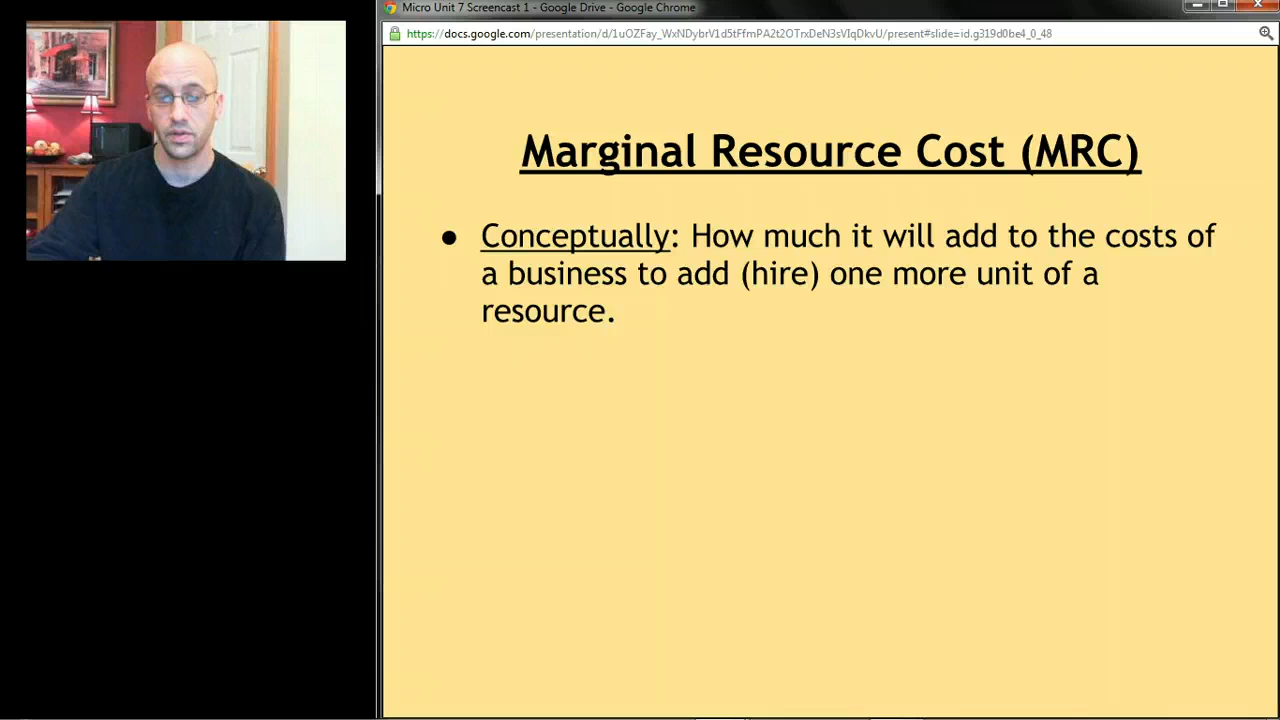 Micro Unit 7 Screencast 1 - Google Drive - Google Chrome
https://docs.google.com/presentation/d/1uOZFay_WxNDybrV1d5tFfmPA2t2OTrxDeN3sVIqDkvU/present#slide=id.g319d0be4_0_48
Marginal Resource Cost (MRC)
● Conceptually: How much it will add to the costs of
a business to add (hire) one more unit of a
resource.